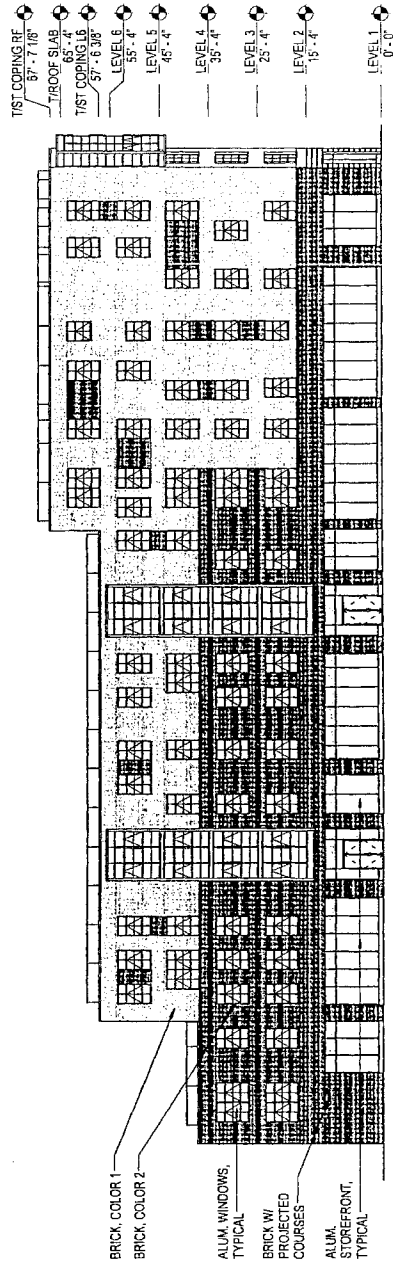 T/ST COPING RF
67' - 7 1/8"
T/ROOF SLAB
65' - 4"
T/ST COPING L6
57' - 6 3/8"
LEVEL 6
55' - 4"
LEVEL 5
45' - 4"
LEVEL 4
35' - 4"
LEVEL 3
25' - 4"
LEVEL 2
15' - 4"
LEVEL 1
0' - 0"
BRICK, COLOR 1
BRICK, COLOR 2
ALUM. WINDOWS,
TYPICAL
BRICK W/
PROJECTED
COURSES
ALUM.
STOREFRONT,
TYPICAL